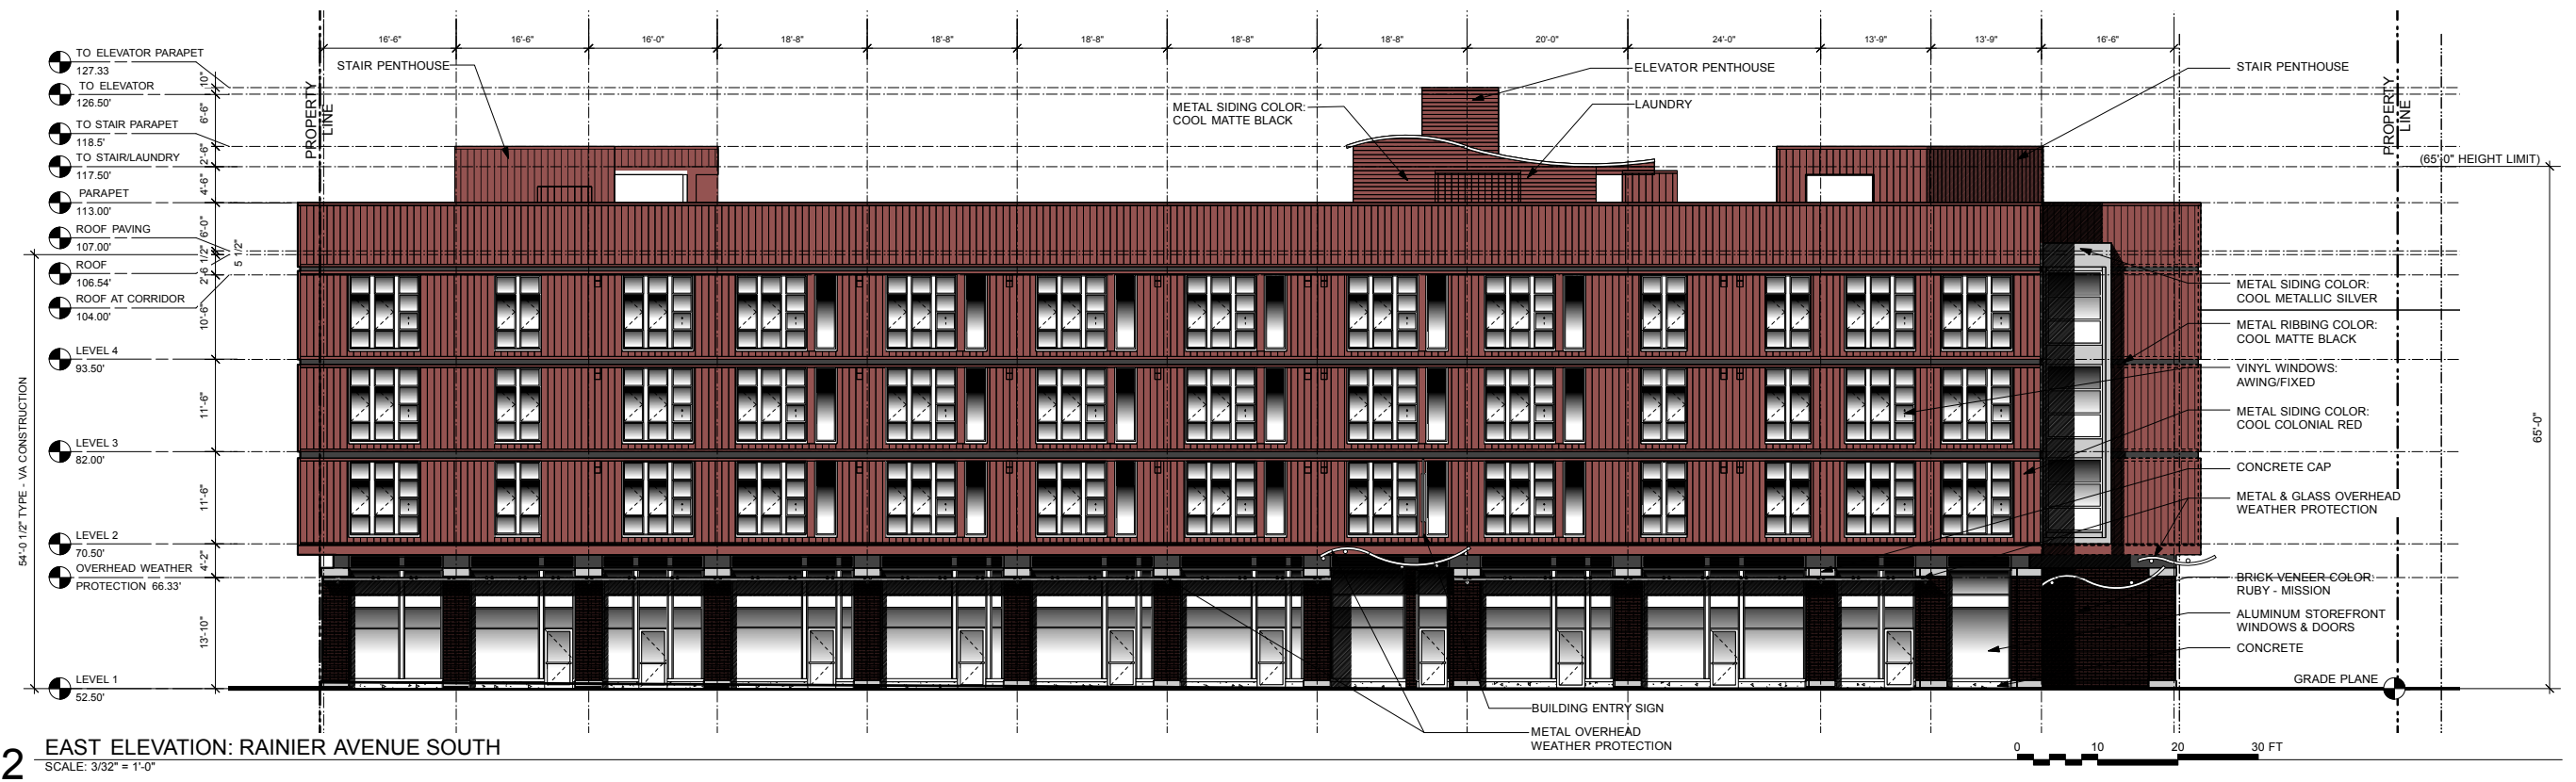 16'-6" 16'-6" 16'-0" 18'-8" 18'-8" 18'-8" 18'-8" 18'-8" 20'-0" 24'-0" 13'-9" 13'-9" 16'-6"
TO ELEVATOR PARAPET
127.33
TO ELEVATOR
126.50'
TO STAIR PARAPET
118.5'
TO STAIR/LAUNDRY
117.50'
PARAPET
113.00'
ROOF PAVING
107.00'
ROOF
106.54'
ROOF AT CORRIDOR
104.00'
LEVEL 4
93.50'
LEVEL 3
82.00'
LEVEL 2
70.50'
OVERHEAD WEATHER
PROTECTION 66.33'
LEVEL 1
52.50'
10"
6'-6"
2'-6"
4'-6"
6'-0"
5 1/2"
2'-6 1/2"
10'-6"
11'-6"
11'-6"
4'-2"
13'-10"
54'-0 1/2" TYPE - VA CONSTRUCTION
PROPERTY
LINE
STAIR PENTHOUSE
METAL SIDING COLOR:
COOL MATTE BLACK
ELEVATOR PENTHOUSE
LAUNDRY
STAIR PENTHOUSE
PROPERTY
LINE
(65'-0" HEIGHT LIMIT)
65'-0"
METAL SIDING COLOR:
COOL METALLIC SILVER
METAL RIBBING COLOR:
COOL MATTE BLACK
VINYL WINDOWS:
AWING/FIXED
METAL SIDING COLOR:
COOL COLONIAL RED
CONCRETE CAP
METAL & GLASS OVERHEAD
WEATHER PROTECTION
BRICK VENEER COLOR:
RUBY - MISSION
ALUMINUM STOREFRONT
WINDOWS & DOORS
CONCRETE
GRADE PLANE
BUILDING ENTRY SIGN
METAL OVERHEAD
WEATHER PROTECTION
2 EAST ELEVATION: RAINIER AVENUE SOUTH
SCALE: 3/32" = 1'-0"
0 10 20 30 FT